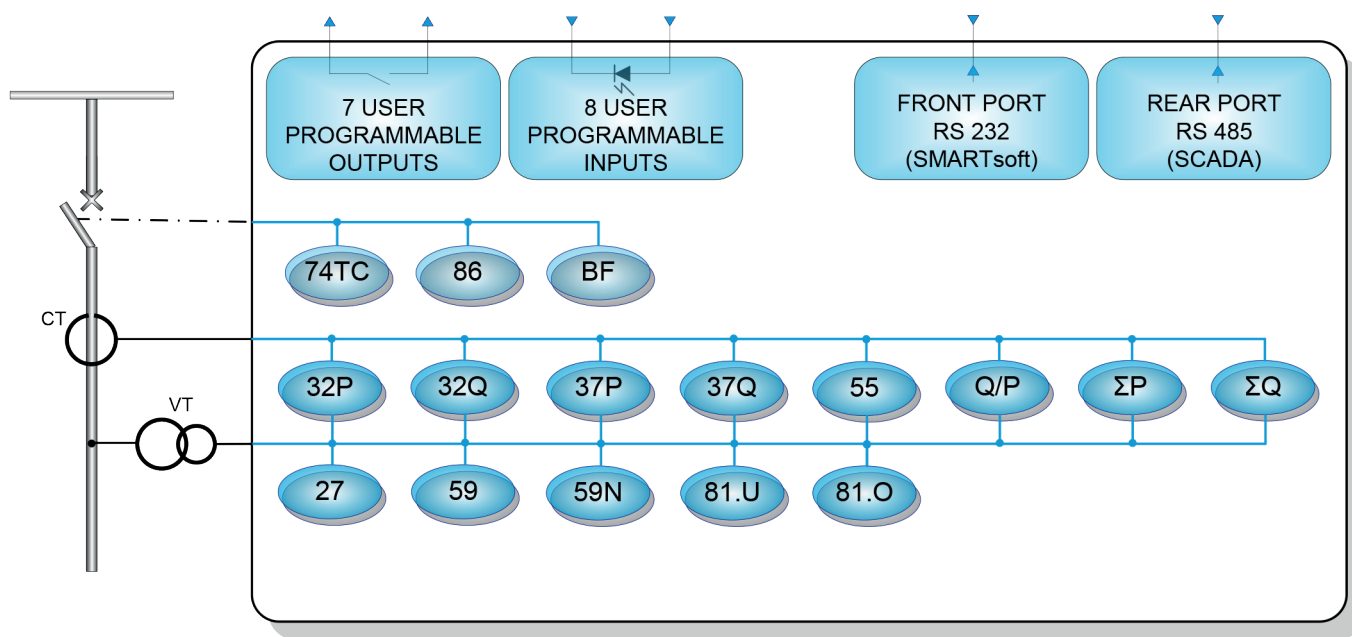 7 USER
PROGRAMMABLE
OUTPUTS
8 USER
PROGRAMMABLE
INPUTS
FRONT PORT
RS 232
(SMARTsoft)
REAR PORT
RS 485
(SCADA)
74TC
86
BF
CT
32P
32Q
37P
37Q
55
Q/P
ΣP
ΣQ
VT
27
59
59N
81.U
81.O